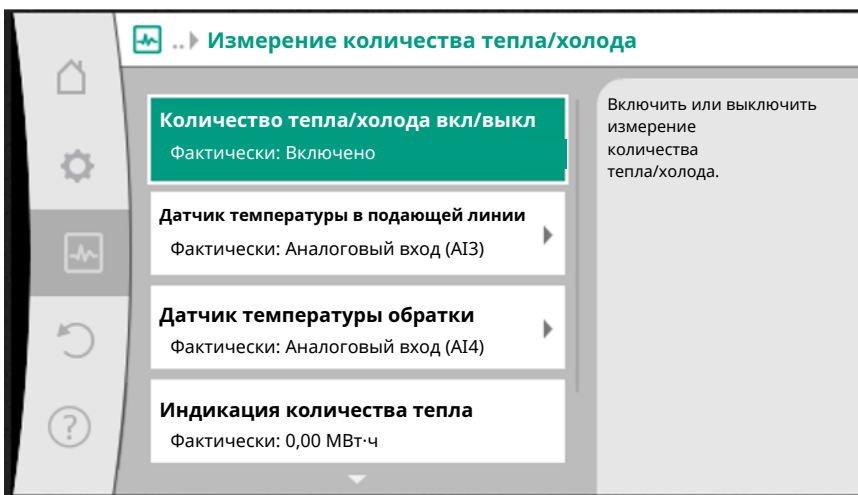 .. Измерение количества тепла/холода
Количество тепла/холода вкл/выкл
Фактически: Включено
Датчик температуры в подающей линии
Фактически: Аналоговый вход (AI3)
Датчик температуры обратки
Фактически: Аналоговый вход (AI4)
Индикация количества тепла
Фактически: 0,00 МВт·ч
Включить или выключить
измерение
количества
тепла/холода.
?